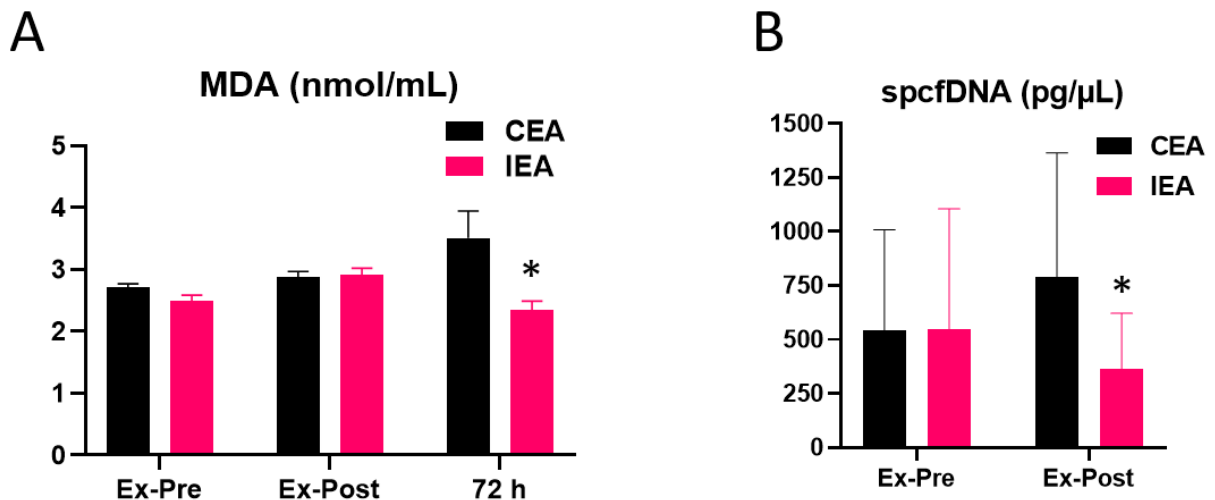 A
MDA (nmol/mL)
CEA
IEA
5
4
3
2
1
0
*
Ex-Pre
Ex-Post
72 h
B
spcfDNA (pg/µL)
CEA
IEA
1500
1250
1000
750
500
250
0
*
Ex-Pre
Ex-Post